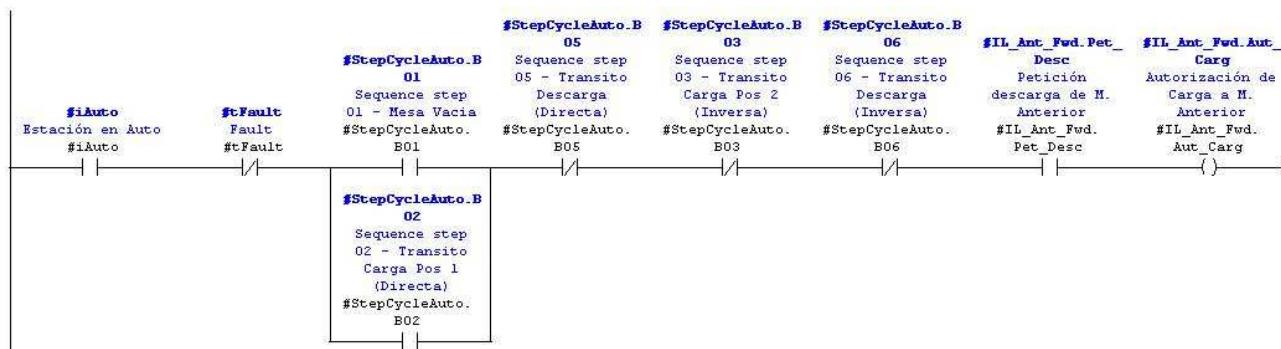 #iAuto
Estación en Auto
#iAuto
#tFault
Fault
#tFault
#StepCycleAuto.B
01
Sequence step
01 - Mesa Vacia
#StepCycleAuto.
B01
#StepCycleAuto.B
05
Sequence step
05 - Transito
Descarga
(Directa)
#StepCycleAuto.
B05
#StepCycleAuto.B
03
Sequence step
03 - Transito
Carga Pos 2
(Inversa)
#StepCycleAuto.
B03
#StepCycleAuto.B
06
Sequence step
06 - Transito
Descarga
(Inversa)
#StepCycleAuto.
B06
#IL_Ant_Fwd.Pet_
Desc
Petición
descarga de M.
Anterior
#IL_Ant_Fwd.
Pet_Desc
#IL_Ant_Fwd.Aut_
Carg
Autorización de
Carga a M.
Anterior
#IL_Ant_Fwd.
Aut_Carg
#StepCycleAuto.B
02
Sequence step
02 - Transito
Carga Pos 1
(Directa)
#StepCycleAuto.
B02